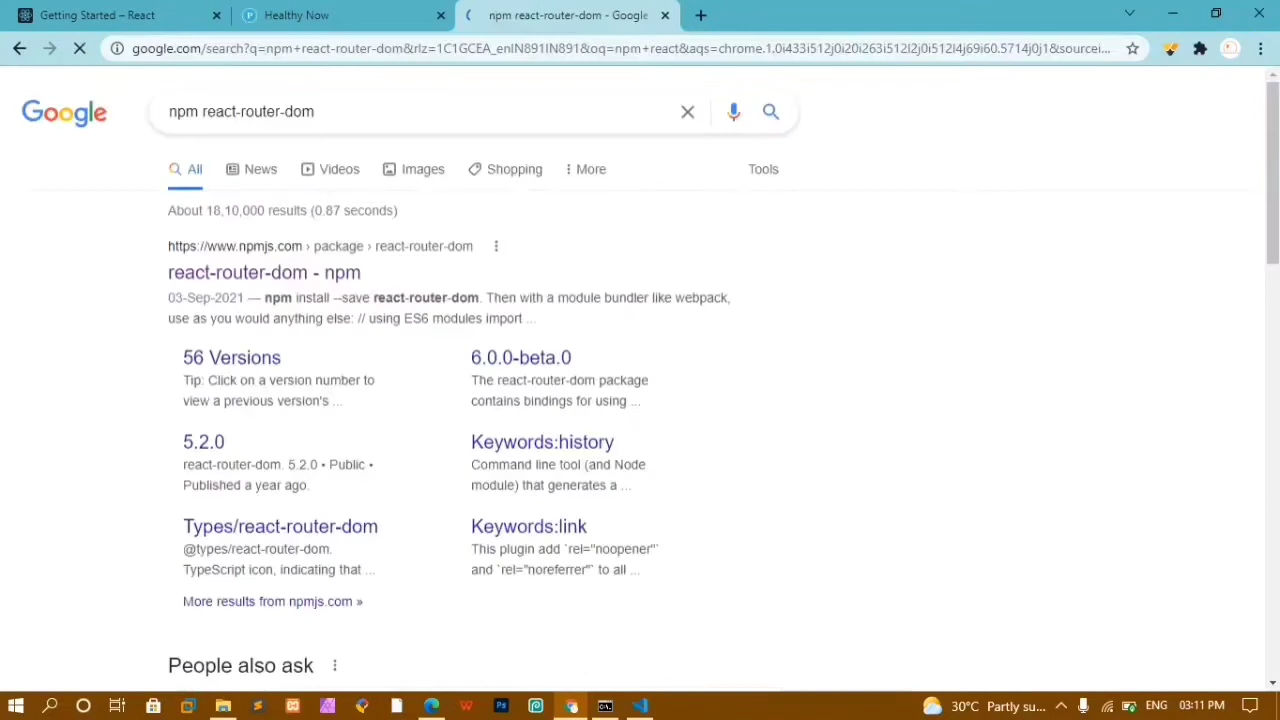 Getting Started – React
Healthy Now
npm react-router-dom - Google
google.com/search?q=npm+react-router-dom&rlz=1C1GCEA_enIN891IN891&oq=npm+react&aqs=chrome.1.0i433i512j0i20i263i512l2j0i512l4j69i60.5714j0j1&sourcei...
Google
npm react-router-dom
All
News
Videos
Images
Shopping
More
Tools
About 18,10,000 results (0.87 seconds)
https://www.npmjs.com › package › react-router-dom
react-router-dom - npm
03-Sep-2021 — npm install --save react-router-dom. Then with a module bundler like webpack,
use as you would anything else: // using ES6 modules import ...
56 Versions
Tip: Click on a version number to
view a previous version's ...
6.0.0-beta.0
The react-router-dom package
contains bindings for using ...
5.2.0
react-router-dom. 5.2.0 • Public •
Published a year ago.
Keywords:history
Command line tool (and Node
module) that generates a ...
Types/react-router-dom
@types/react-router-dom.
TypeScript icon, indicating that ...
Keywords:link
This plugin add `rel="noopener"`
and `rel="noreferrer"` to all ...
More results from npmjs.com »
People also ask
30°C Partly su...
ENG
03:11 PM